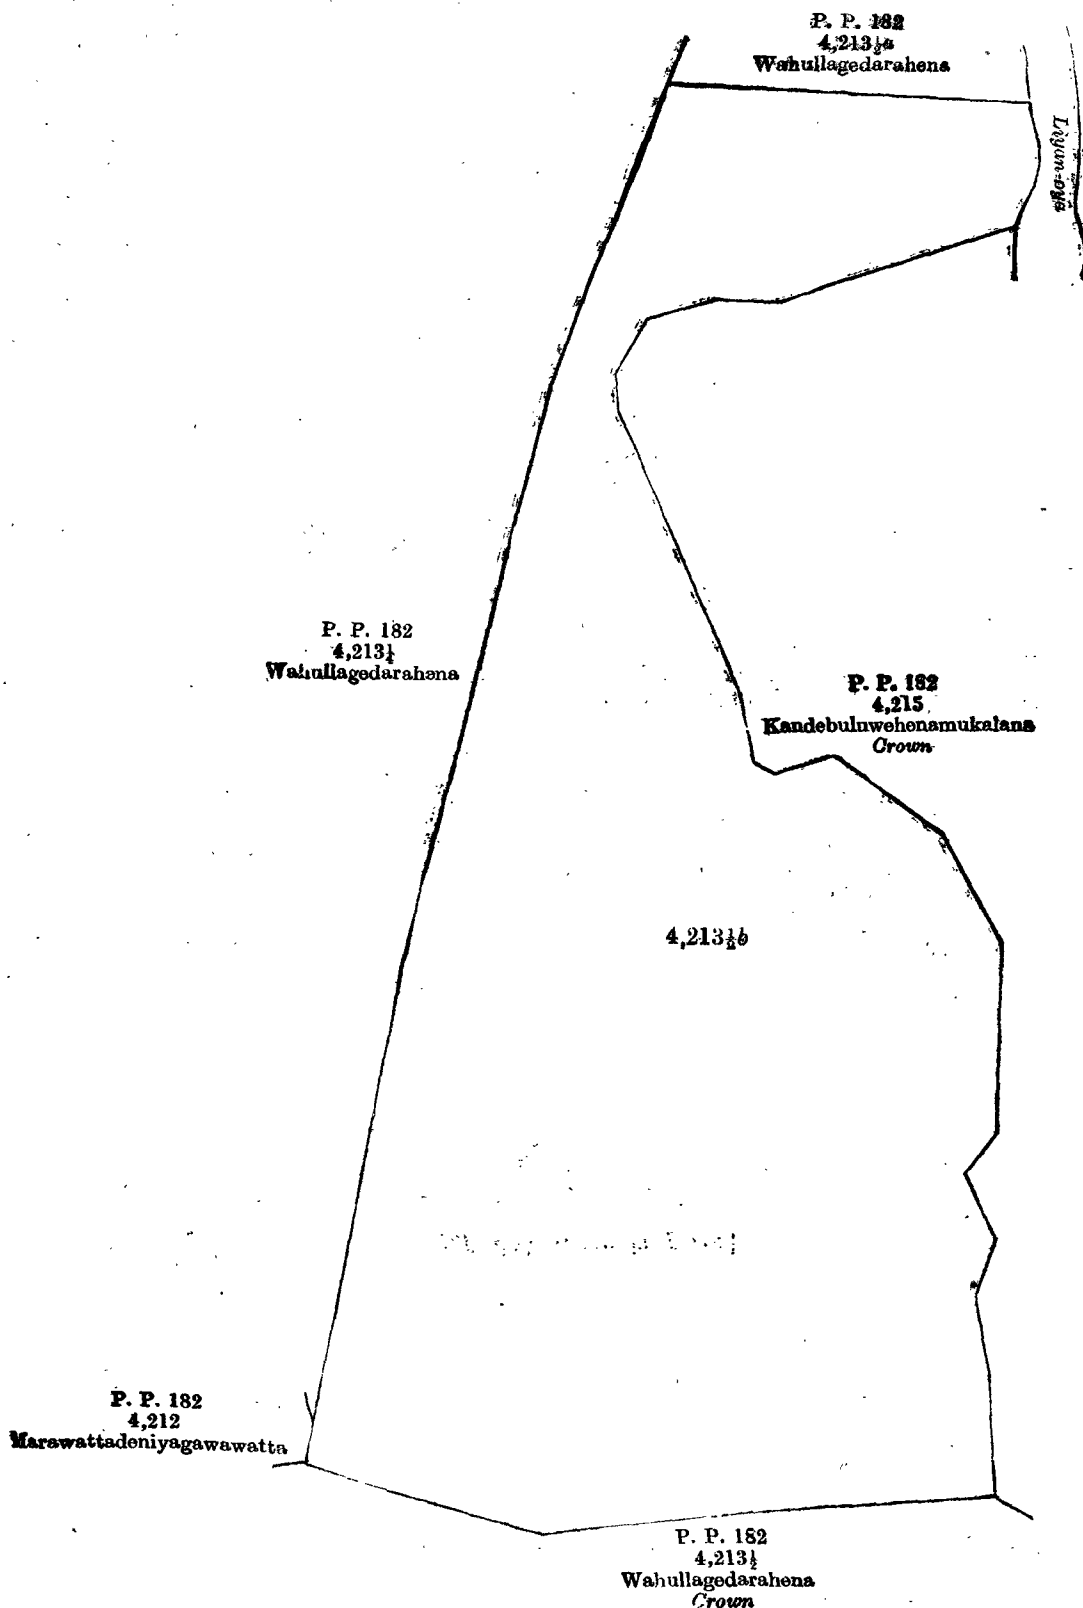 P. P. 182
4,213½a
Wahullagedarahena
Liyan-oya
P. P. 182
4,213¼
Wahullagedarahena
P. P. 182
4,215
Kandebuluwehenamukalana
Crown
4,213½b
P. P. 182
4,212
Marawattadeniyagawawatta
P. P. 182
4,213½
Wahullagedarahena
Crown